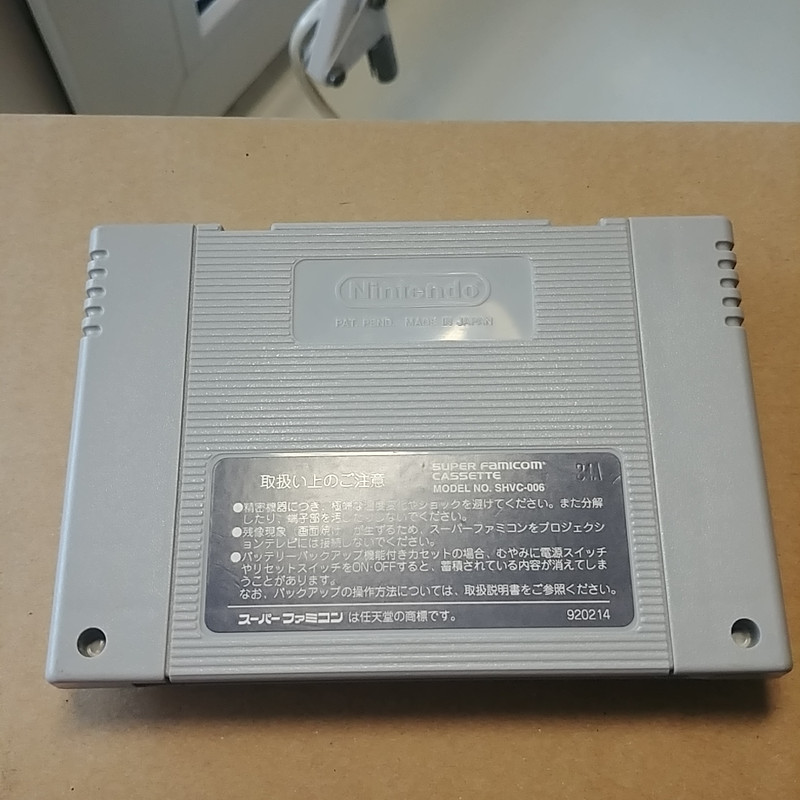 Nintendo
PAT. PEND. MADE IN JAPAN
取扱い上のご注意
SUPER FAMICOM
CASSETTE
MODEL NO. SHVC-006
●精密機器につき、極端な温度変化やショックを避けてください。また分解
したり、端子部を
しないでください。
●残像現象 画面焼け
が生ずるため、スーパーファミコンをプロジェクシ
ョンテレビには接続しないでください。
●バッテリーバックアップ機能付きカセットの場合、むやみに電源スイッチ
やリセットスイッチをON・OFFすると、蓄積されている内容が消えてしま
うことがあります。
なお、バックアップの操作方法については、取扱説明書をご参照ください。
スーパーファミコン は任天堂の商標です。
920214